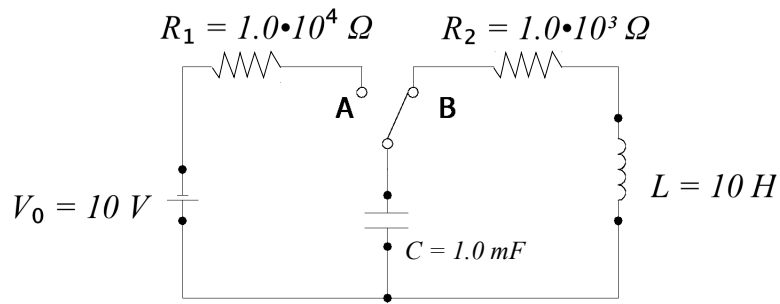 R₁ = 1.0•10⁴ Ω
R₂ = 1.0•10³ Ω
A
B
V₀ = 10 V
L = 10 H
C = 1.0 mF